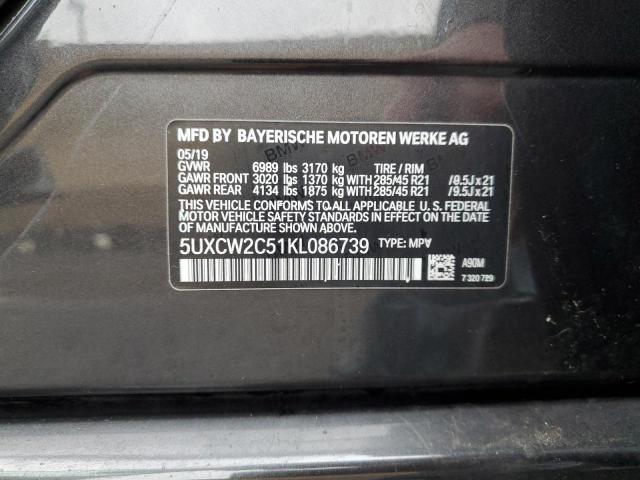 MFD BY BAYERISCHE MOTOREN WERKE AG
05/19
GVWR 6989 lbs 3170 kg TIRE / RIM
GAWR FRONT 3020 lbs 1370 kg WITH 285/45 R21 /9.5J x 21
GAWR REAR 4134 lbs 1875 kg WITH 285/45 R21 /9.5J x 21
THIS VEHICLE CONFORMS TO ALL APPLICABLE U. S. FEDERAL
MOTOR VEHICLE SAFETY STANDARDS IN EFFECT ON THE
DATE OF MANUFACTURE SHOWN ABOVE.
5UXCW2C51KL086739 TYPE: MPV
A90M
7 320 789